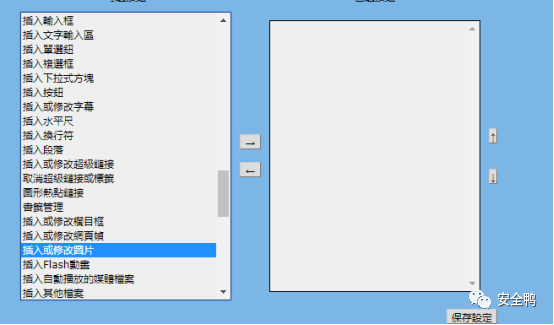 插入輸入框
插入文字輸入區
插入單選鈕
插入複選框
插入下拉式方塊
插入按鈕
插入或修改字幕
插入水平尺
插入換行符
插入段落
插入或修改超級鏈接
取消超級鏈接或標籤
圖形熱點鏈接
書籤管理
插入或修改欄目框
插入或修改網頁幀
插入或修改圖片
插入Flash動畫
插入自動播放的媒體檔案
插入其他檔案
→
←
↑
↓
安全鸭
保存設定